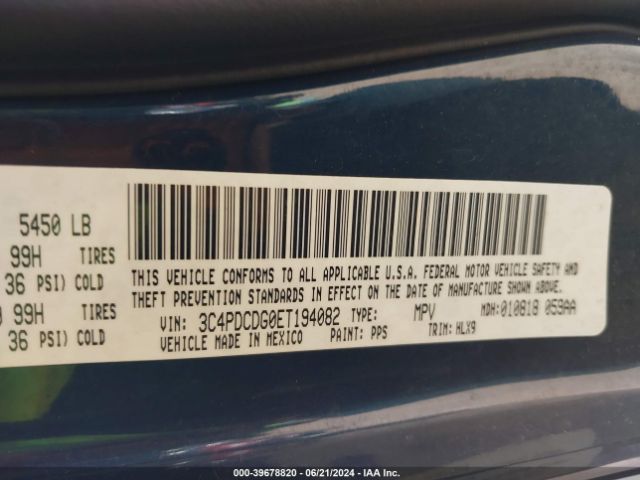 5450 LB
99H TIRES
36 PSI) COLD
99H TIRES
36 PSI) COLD
THIS VEHICLE CONFORMS TO ALL APPLICABLE U.S.A. FEDERAL MOTOR VEHICLE SAFETY AND
THEFT PREVENTION STANDARDS IN EFFECT ON THE DATE OF MANUFACTURE SHOWN ABOVE.
VIN: 3C4PDCDG0ET194082 TYPE: MPV MDH: 010818 059AA
VEHICLE MADE IN MEXICO PAINT: PPS TRIM: HLX9
000-39678820 - 06/21/2024 - IAA Inc.